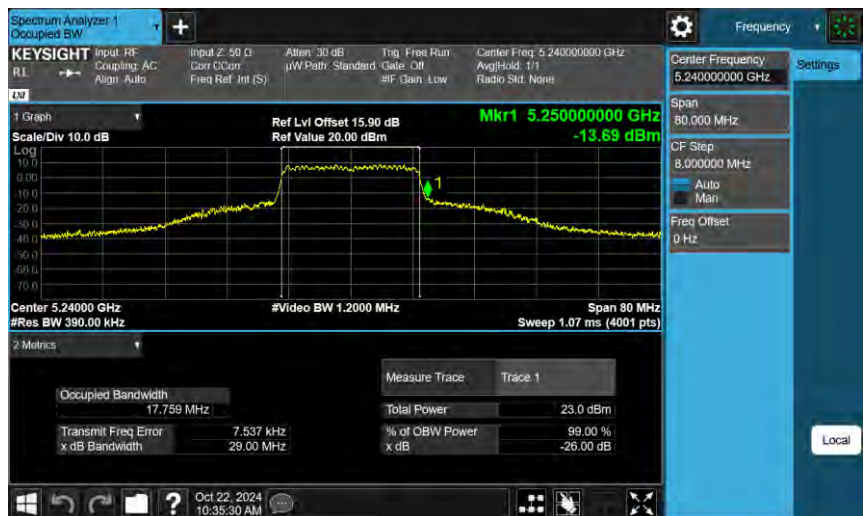 Spectrum Analyzer 1
Occupied BW
Frequency
KEYSIGHT
RL
Input: RF
Coupling: AC
Align: Auto
Input Z: 50 Ω
Corr CCorr
Freq Ref: Int (S)
Atten: 30 dB
µW Path: Standard
Trig: Free Run
Gate: Off
#IF Gain: Low
Center Freq: 5.240000000 GHz
Avg|Hold: 1/1
Radio Std: None
LXI
1 Graph
Scale/Div 10.0 dB
Ref Lvl Offset 15.90 dB
Ref Value 20.00 dBm
Mkr1 5.250000000 GHz
-13.69 dBm
Log
10.0
0.00
-10.0
-20.0
-30.0
-40.0
-50.0
-60.0
-70.0
1
Center 5.24000 GHz
#Res BW 390.00 kHz
#Video BW 1.2000 MHz
Span 80 MHz
Sweep 1.07 ms (4001 pts)
2 Metrics
Measure Trace
Trace 1
Occupied Bandwidth
17.759 MHz
Total Power
23.0 dBm
Transmit Freq Error
7.537 kHz
% of OBW Power
99.00 %
x dB Bandwidth
29.00 MHz
x dB
-26.00 dB
Center Frequency
5.240000000 GHz
Settings
Span
80.000 MHz
CF Step
8.000000 MHz
Auto
Man
Freq Offset
0 Hz
Local
?
Oct 22, 2024
10:35:30 AM